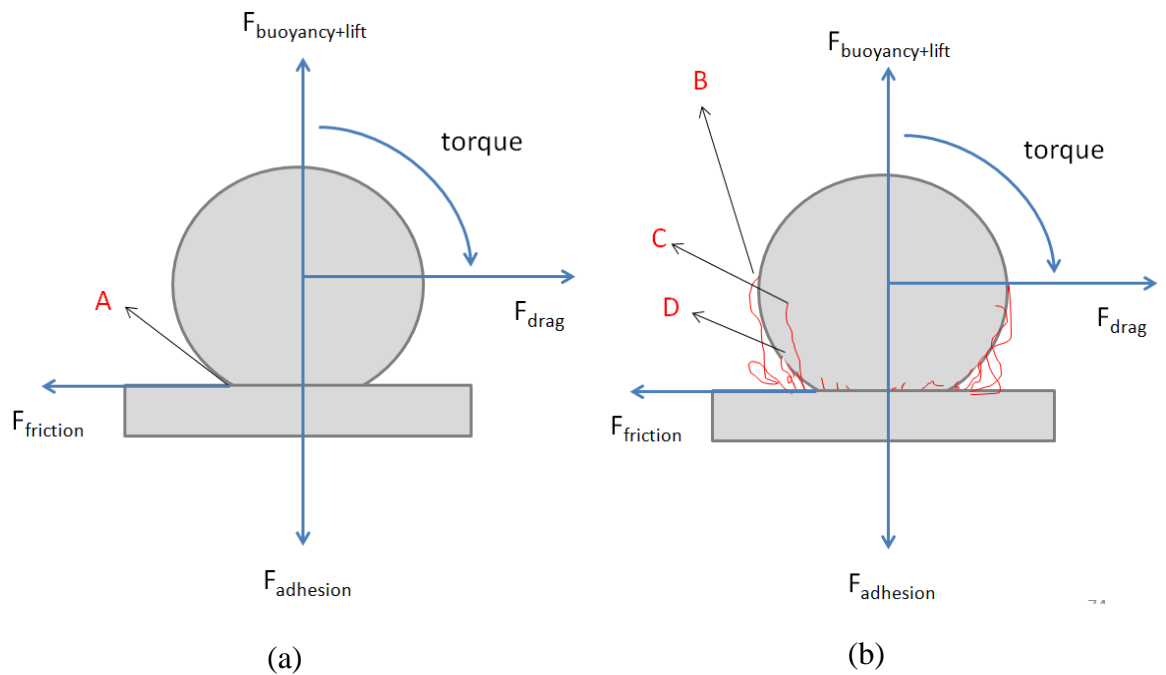 F buoyancy+lift
torque
A
F drag
F friction
F adhesion
(a)
F buoyancy+lift
B
torque
C
D
F drag
F friction
F adhesion
(b)